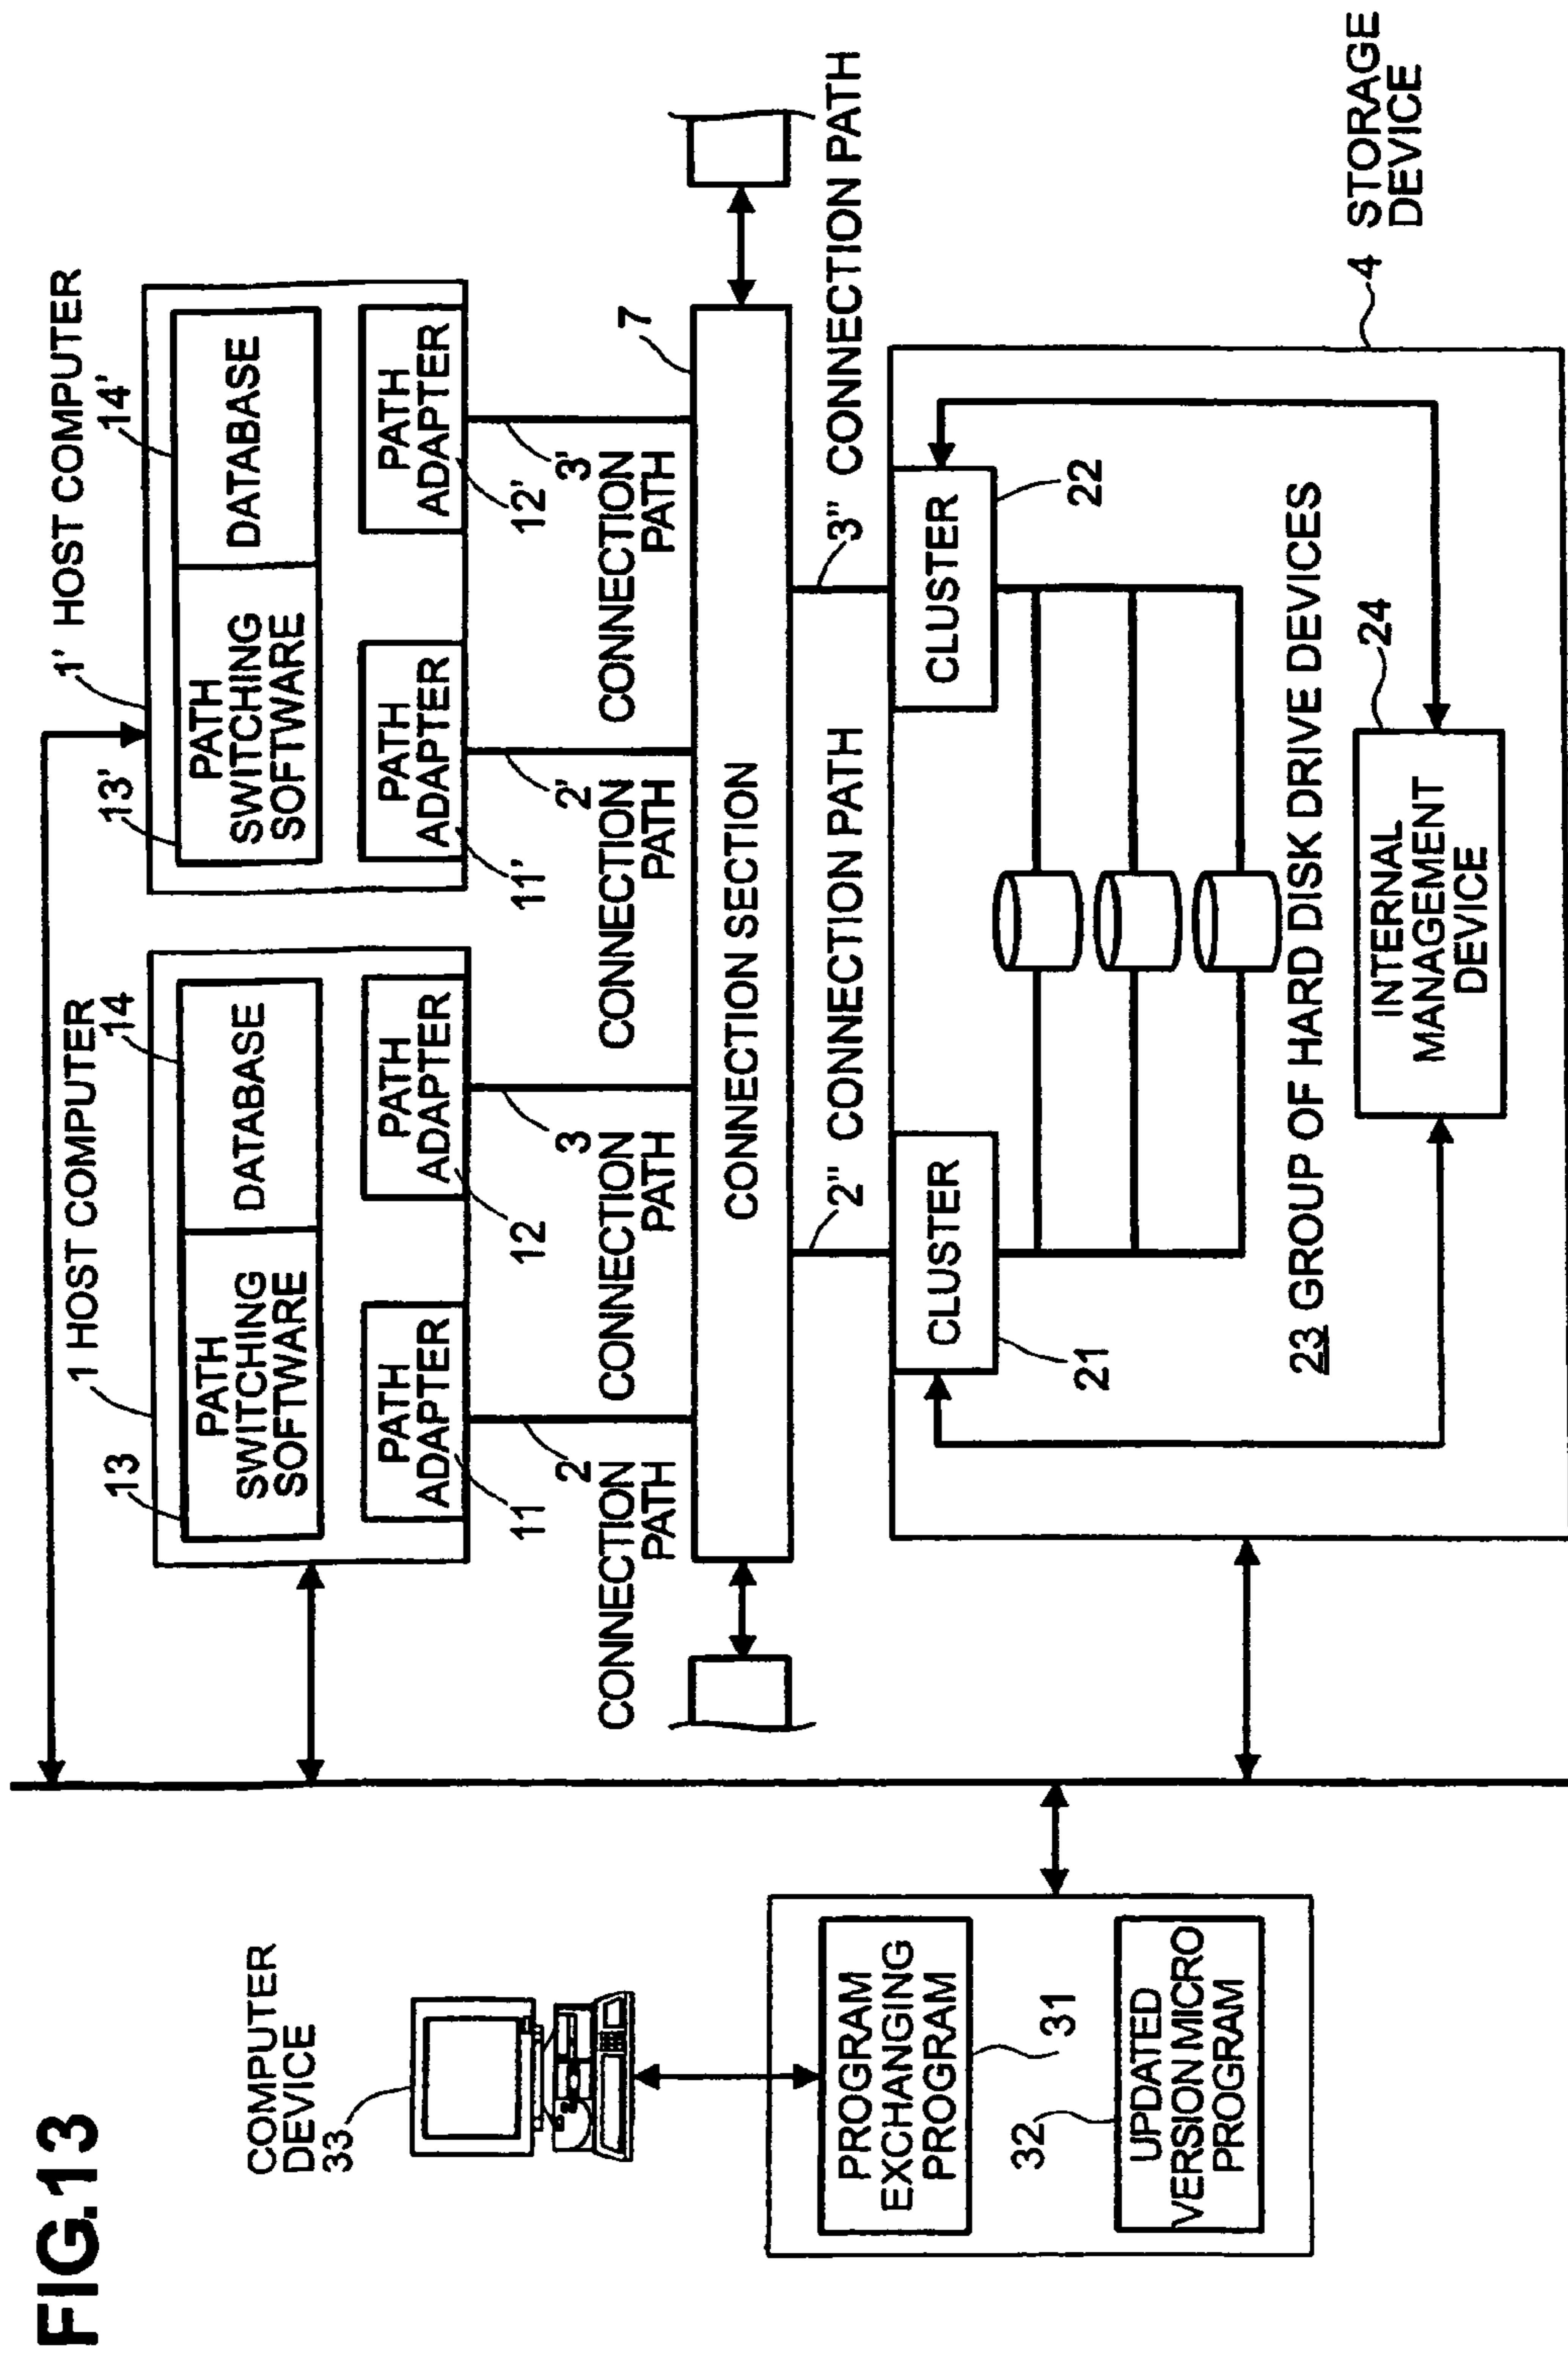 FIG.13
COMPUTER
DEVICE
33
PROGRAM
EXCHANGING
PROGRAM
31
32
UPDATED
VERSION MICRO
PROGRAM
1 HOST COMPUTER
13
14
PATH
SWITCHING
SOFTWARE
DATABASE
PATH
ADAPTER
PATH
ADAPTER
11
12
2
CONNECTION
PATH
3
CONNECTION
PATH
1' HOST COMPUTER
13'
14'
PATH
SWITCHING
SOFTWARE
DATABASE
PATH
ADAPTER
PATH
ADAPTER
11'
12'
2'
CONNECTION
PATH
3'
CONNECTION
PATH
7
CONNECTION SECTION
2" CONNECTION PATH
3" CONNECTION PATH
CLUSTER
CLUSTER
21
22
23 GROUP OF HARD DISK DRIVE DEVICES
24
INTERNAL
MANAGEMENT
DEVICE
4 STORAGE
DEVICE